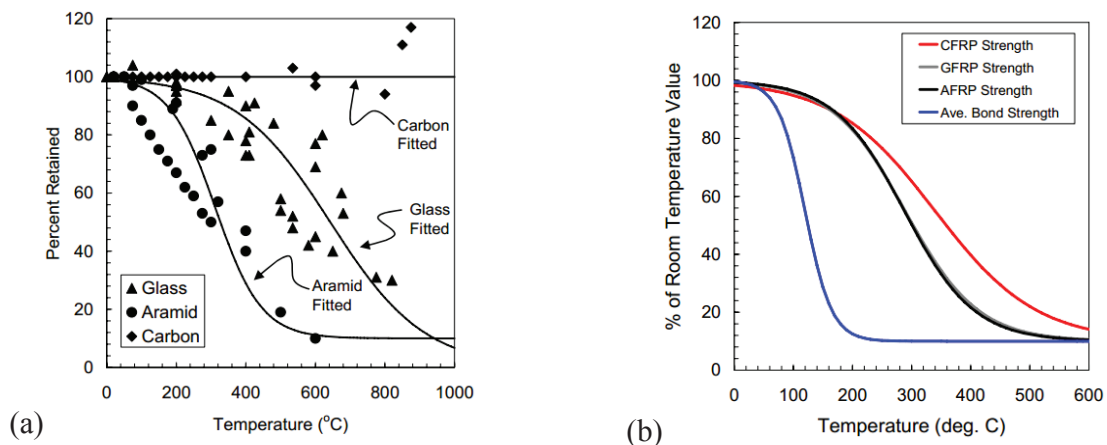 120
100
80
60
40
20
0
Percent Retained
Carbon
Fitted
Glass
Fitted
Aramid
Fitted
Glass
Aramid
Carbon
0 200 400 600 800 1000
Temperature (°C)
(a)
120
100
80
60
40
20
0
% of Room Temperature Value
CFRP Strength
GFRP Strength
AFRP Strength
Ave. Bond Strength
0 100 200 300 400 500 600
Temperature (deg. C)
(b)